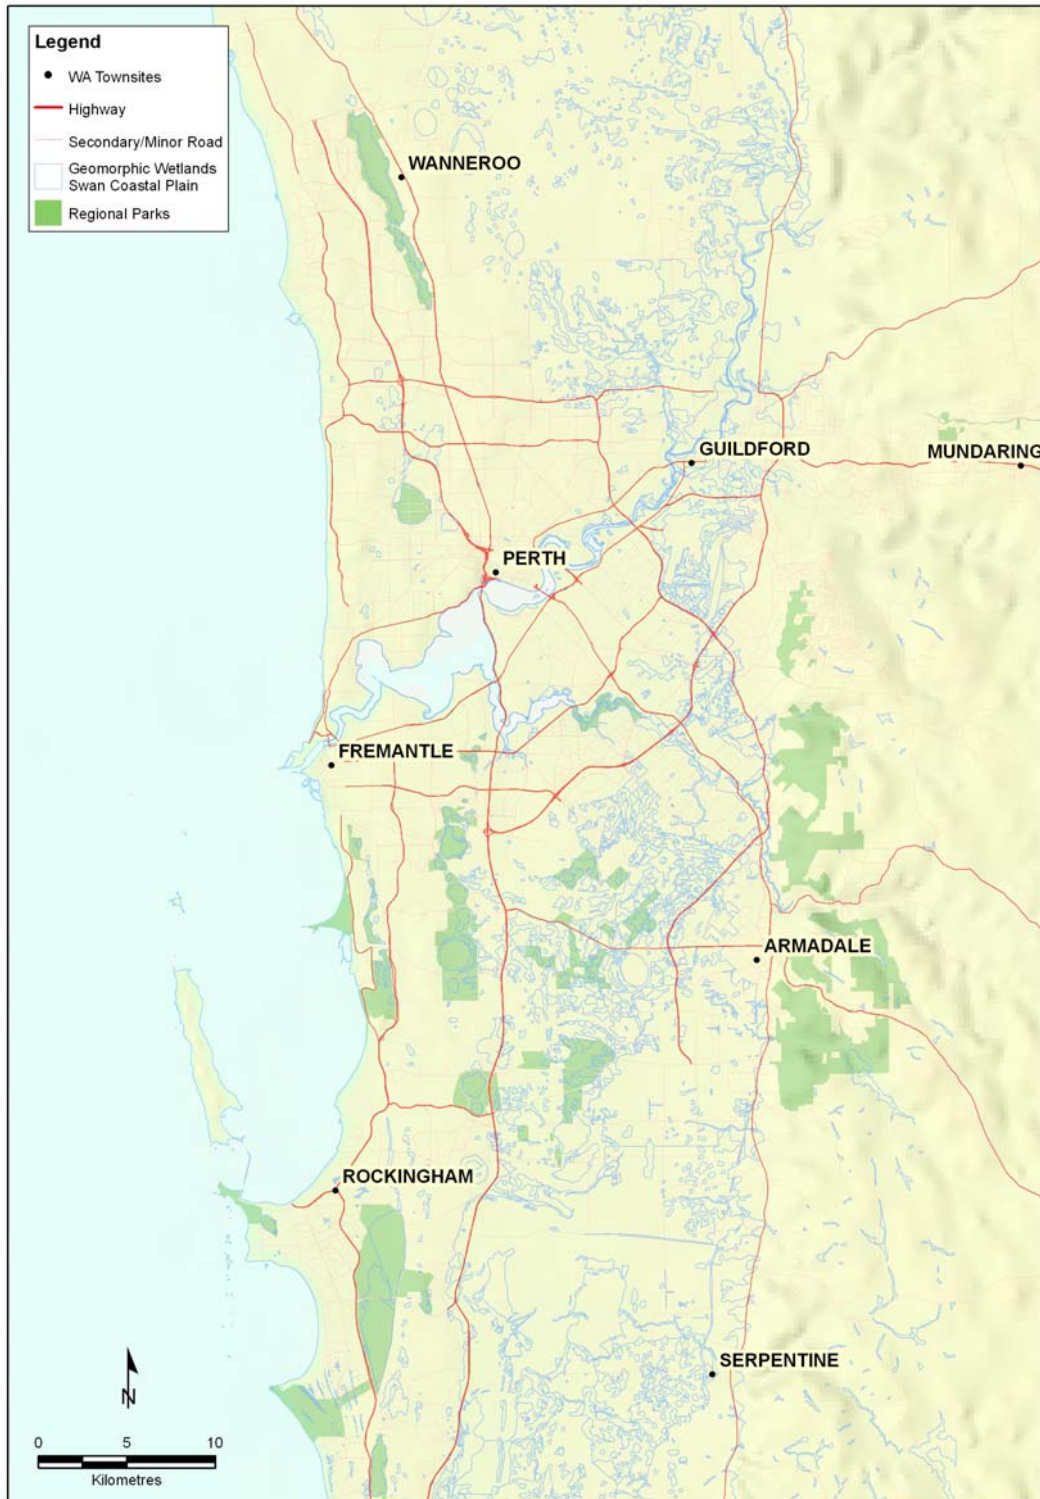 Legend
WA Townsites
Highway
Secondary/Minor Road
Geomorphic Wetlands
Swan Coastal Plain
Regional Parks
WANNEROO
GUILDFORD
MUNDARING
PERTH
FREMANTLE
ARMADALE
ROCKINGHAM
SERPENTINE
N
0 5 10
Kilometres